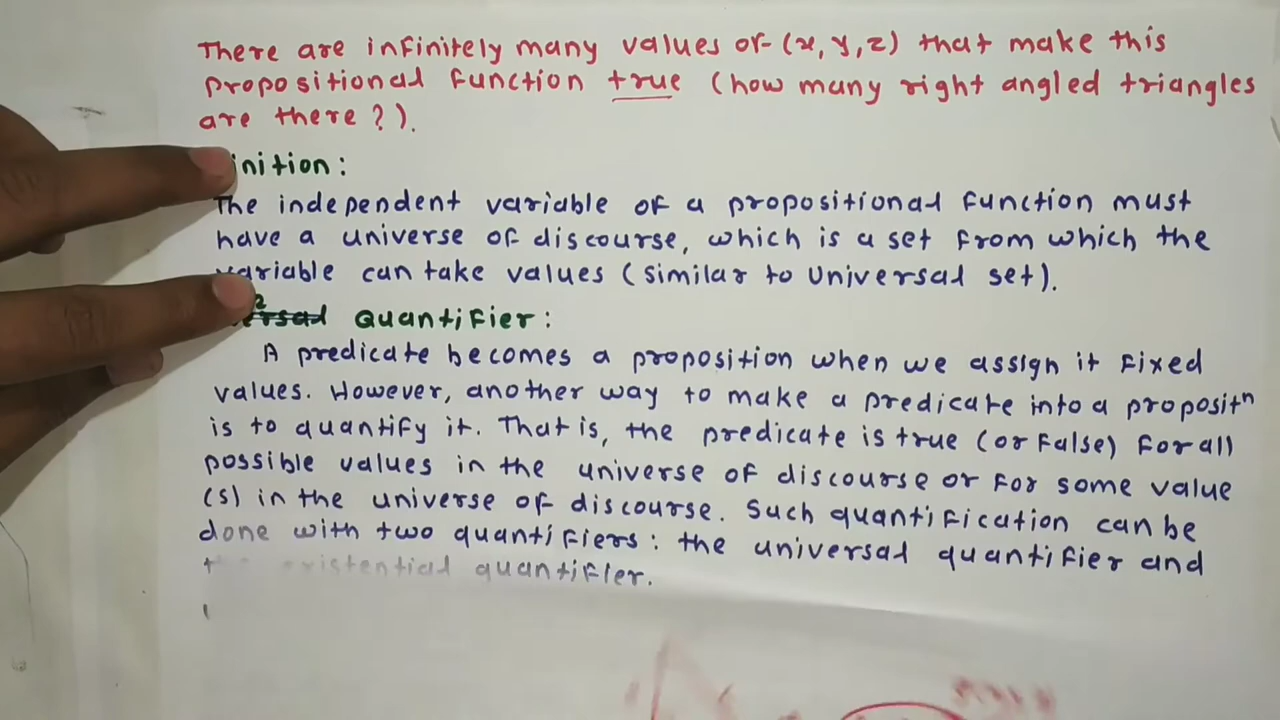 There are infinitely many values of (x, y, z) that make this
propositional function true (how many right angled triangles
are there?).
inition:
The independent variable of a propositional function must
have a universe of discourse, which is a set from which the
variable can take values (similar to Universal set).
Quantifier:
A predicate becomes a proposition when we assign it fixed
values. However, another way to make a predicate into a propositn
is to quantify it. That is, the predicate is true (or False) for all
possible values in the universe of discourse or for some value
(s) in the universe of discourse. Such quantification can be
done with two quantifiers: the universal quantifier and
existential quantifier.